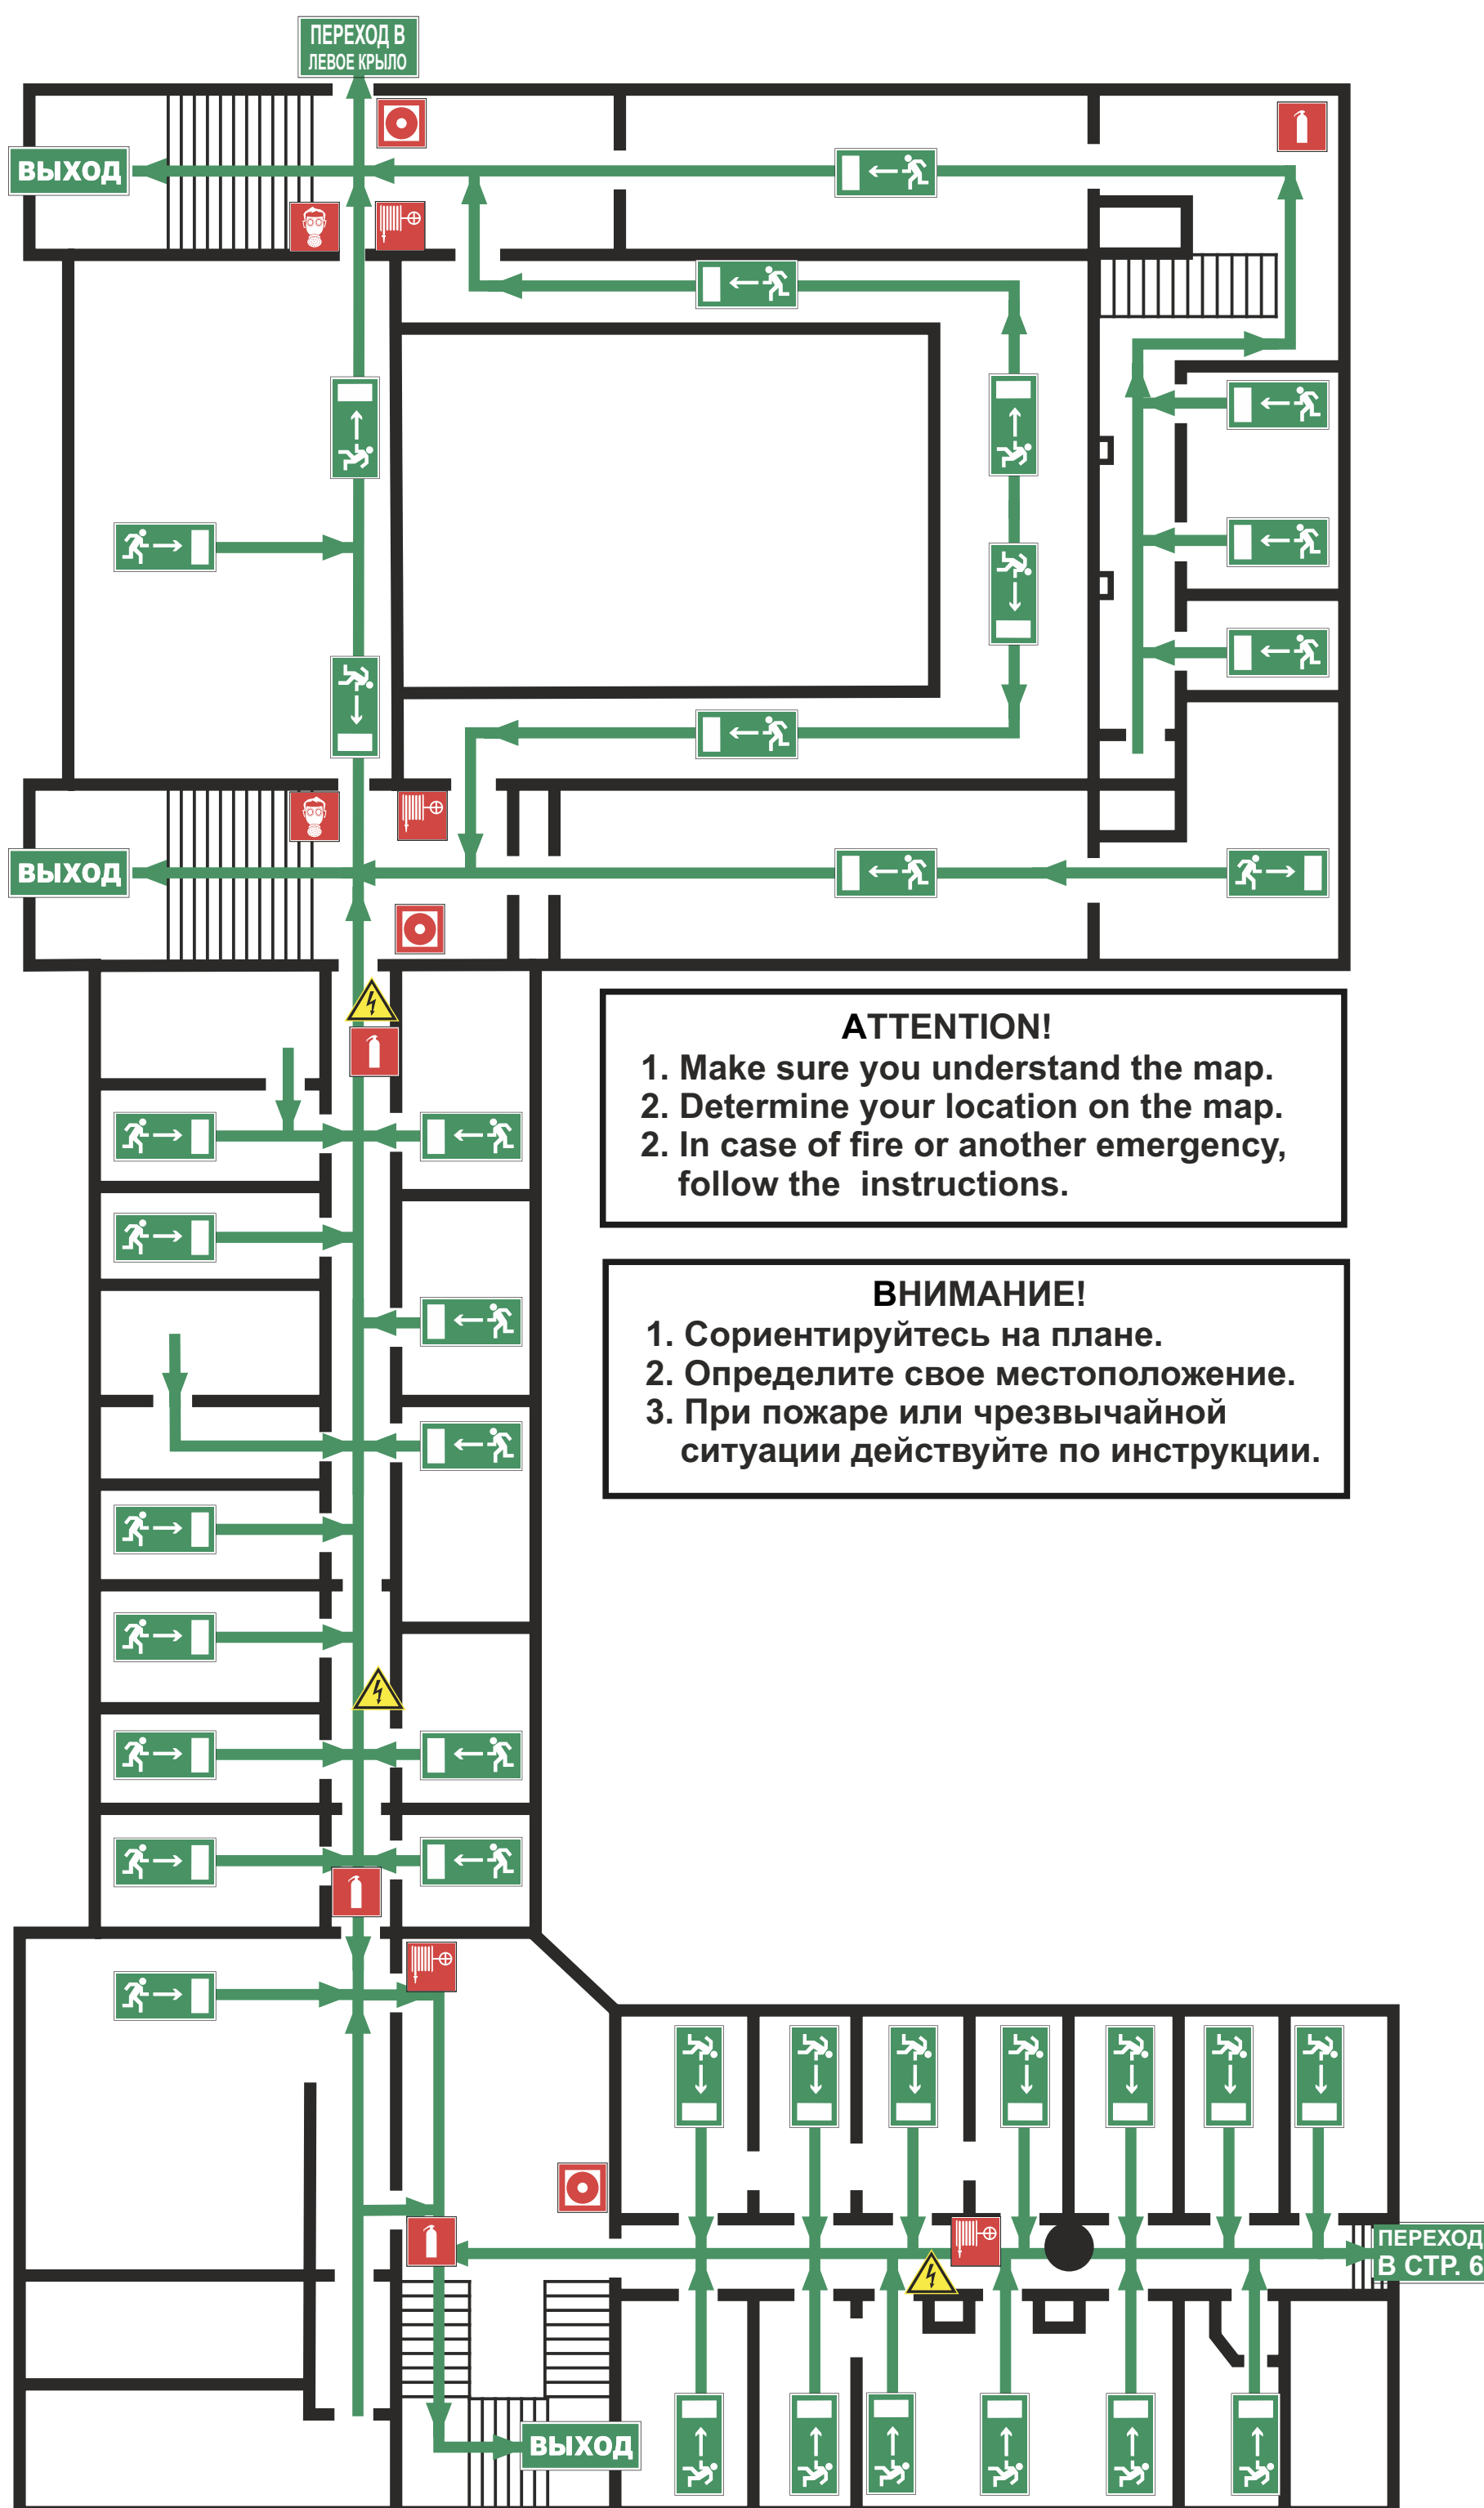 ПЕРЕХОД В
ЛЕВОЕ КРЫЛО
ВЫХОД
ВЫХОД
ATTENTION!
1. Make sure you understand the map.
2. Determine your location on the map.
2. In case of fire or another emergency,
follow the instructions.
ВНИМАНИЕ!
1. Сориентируйтесь на плане.
2. Определите свое местоположение.
3. При пожаре или чрезвычайной
ситуации действуйте по инструкции.
ПЕРЕХОД
В СТР. 6
ВЫХОД